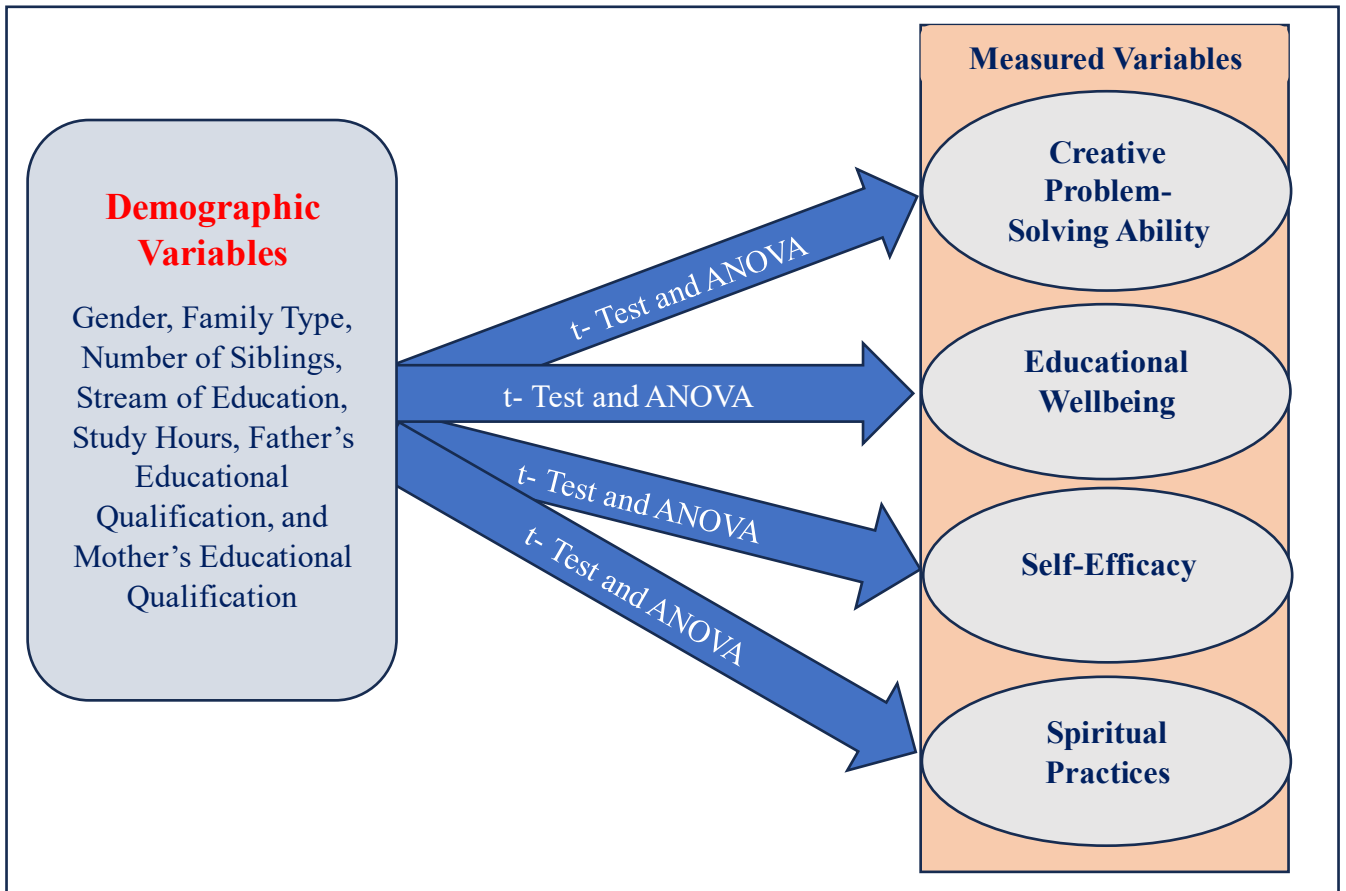 Demographic
Variables
Gender, Family Type,
Number of Siblings,
Stream of Education,
Study Hours, Father’s
Educational
Qualification, and
Mother’s Educational
Qualification
t- Test and ANOVA
t- Test and ANOVA
t- Test and ANOVA
t- Test and ANOVA
Measured Variables
Creative
Problem-
Solving Ability
Educational
Wellbeing
Self-Efficacy
Spiritual
Practices